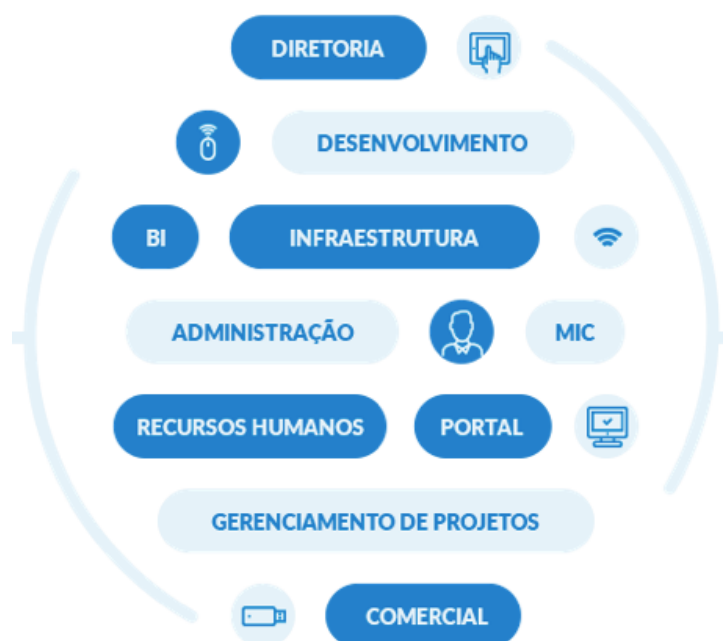 DIRETORIA
DESENVOLVIMENTO
BI INFRAESTRUTURA
ADMINISTRAÇÃO MIC
RECURSOS HUMANOS PORTAL
GERENCIAMENTO DE PROJETOS
COMERCIAL